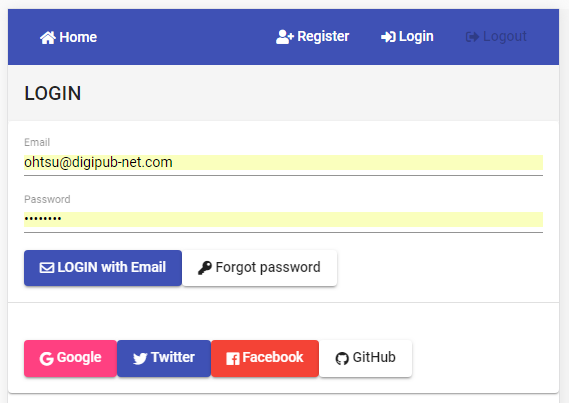 Home Register Login Logout
LOGIN
Email
ohtsu@digipub-net.com
Password
••••••••
LOGIN with Email Forgot password
Google Twitter Facebook GitHub